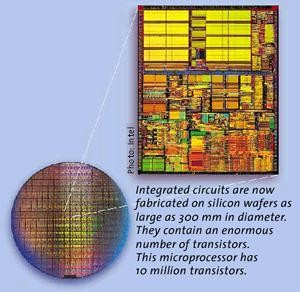 Photo: Intel
Integrated circuits are now
fabricated on silicon wafers as
large as 300 mm in diameter.
They contain an enormous
number of transistors.
This microprocessor has
10 million transistors.